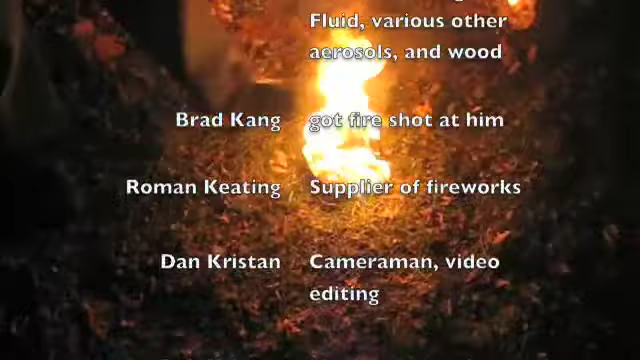 Fluid, various other
aerosols, and wood
Brad Kang got fire shot at him
Roman Keating Supplier of fireworks
Dan Kristan Cameraman, video
editing